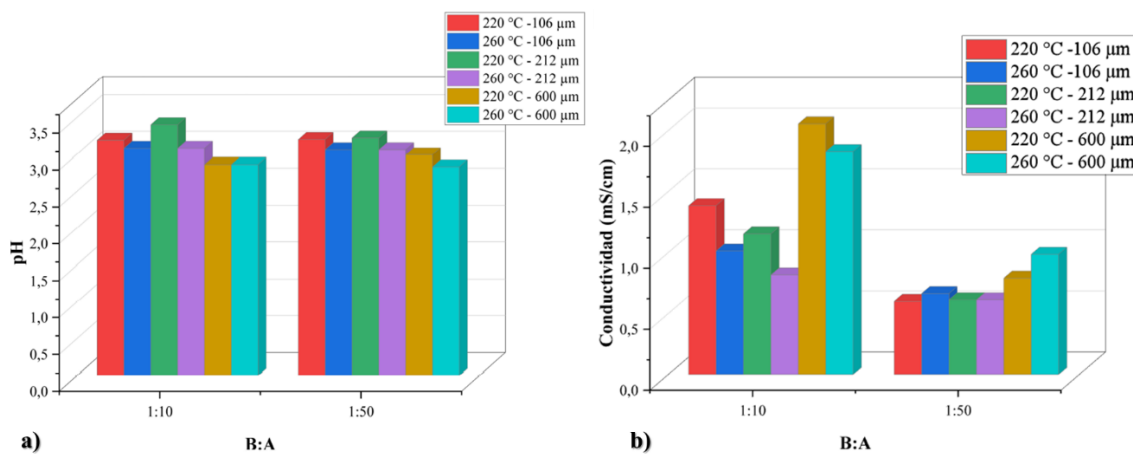 220 °C -106 µm
260 °C -106 µm
220 °C - 212 µm
260 °C - 212 µm
220 °C - 600 µm
260 °C - 600 µm
3,5
3,0
2,5
2,0
1,5
1,0
0,5
0,0
pH
1:10
1:50
B:A
a)
220 °C -106 µm
260 °C -106 µm
220 °C - 212 µm
260 °C - 212 µm
220 °C - 600 µm
260 °C - 600 µm
2,0
1,5
1,0
0,5
0,0
Conductividad (mS/cm)
1:10
1:50
B:A
b)